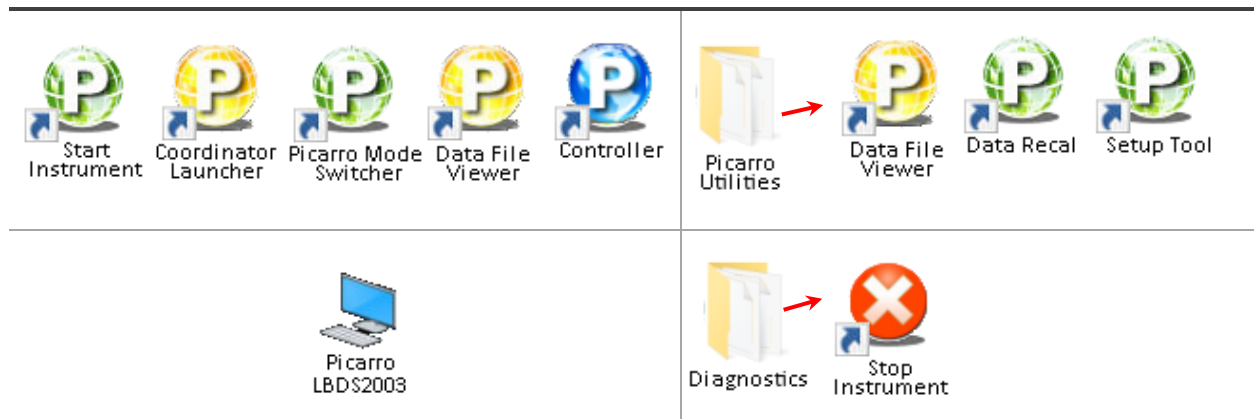 P
P
P
P
P
Start
Instrument
Coordinator
Launcher
Picarro Mode
Switcher
Data File
Viewer
Controller
Picarro
Utilities
P
P
P
Data File
Viewer
Data Recal
Setup Tool
Picarro
LBDS2003
Diagnostics
Stop
Instrument